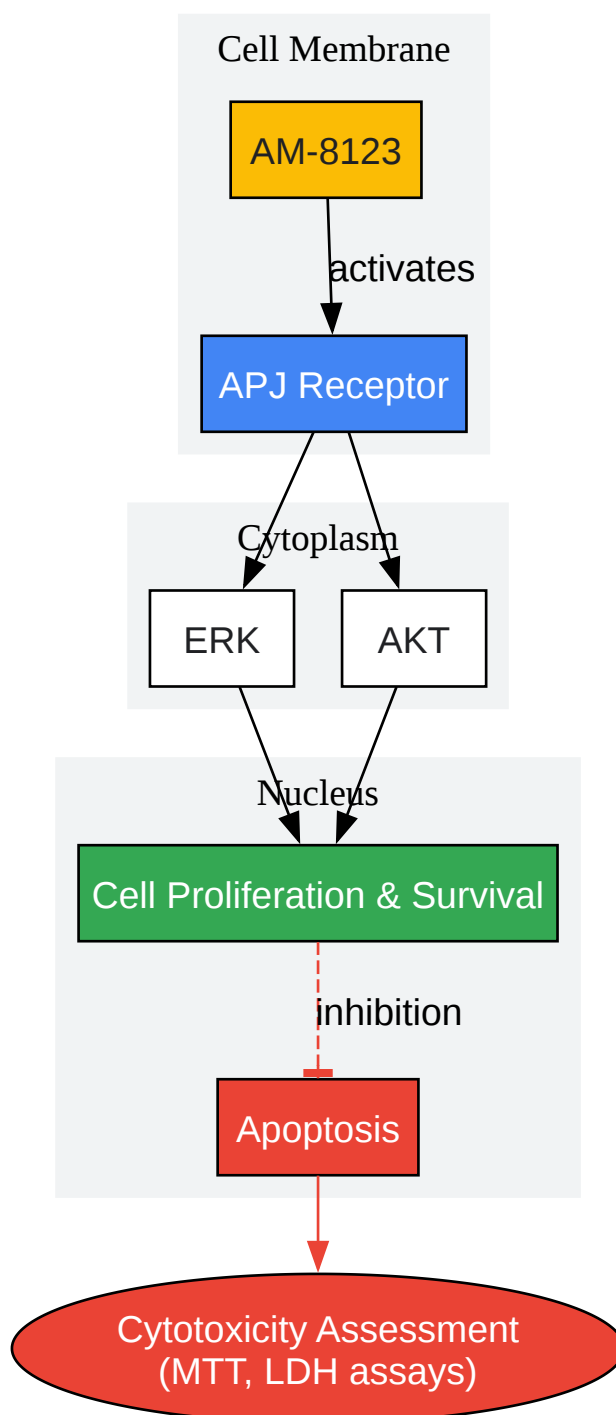 Cell Membrane
AM-8123
activates
APJ Receptor
Cytoplasm
ERK
AKT
Nucleus
Cell Proliferation & Survival
inhibition
Apoptosis
Cytotoxicity Assessment
(MTT, LDH assays)